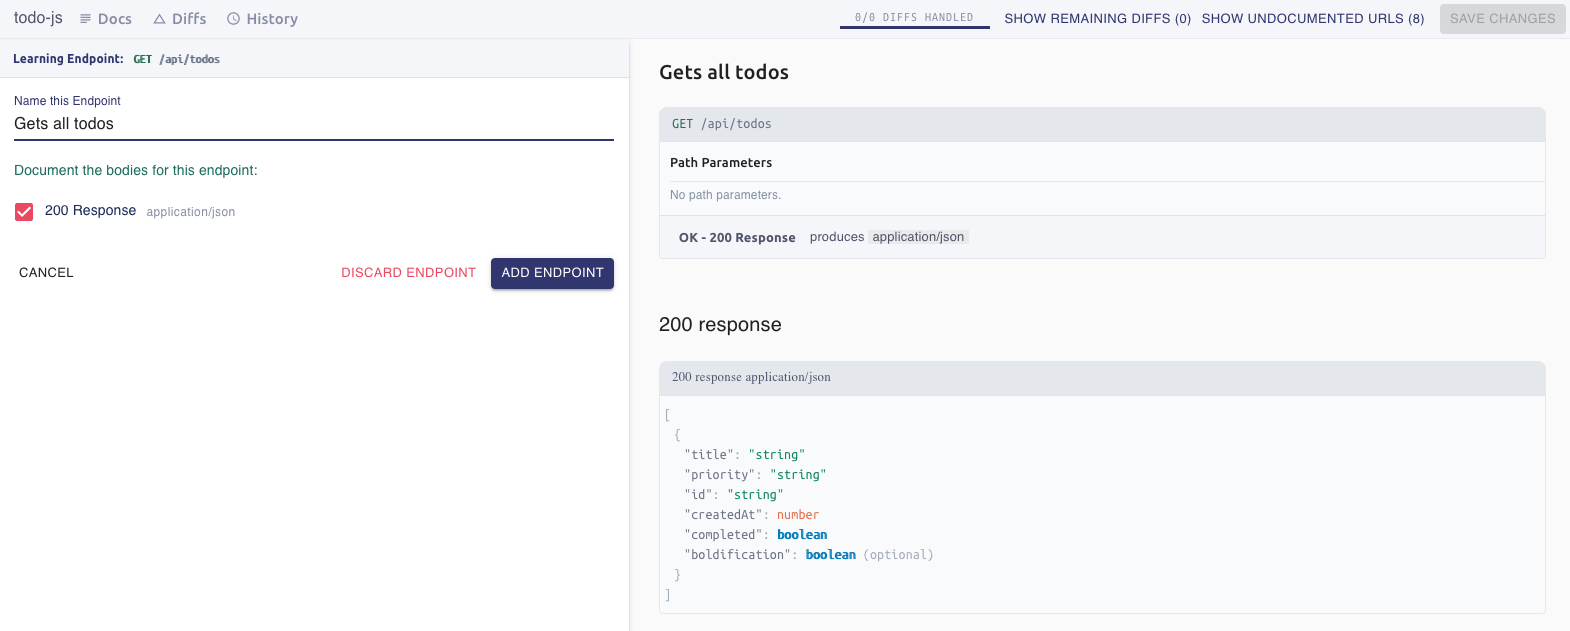 todo-js Docs Diffs History
0/0 DIFFS HANDLED SHOW REMAINING DIFFS (0) SHOW UNDOCUMENTED URLS (8) SAVE CHANGES
Learning Endpoint: GET /api/todos
Name this Endpoint
Gets all todos
Document the bodies for this endpoint:
200 Response application/json
CANCEL DISCARD ENDPOINT ADD ENDPOINT
Gets all todos
GET /api/todos
Path Parameters
No path parameters.
OK - 200 Response produces application/json
200 response
200 response application/json
[
{
"title": "string"
"priority": "string"
"id": "string"
"createdAt": number
"completed": boolean
"boldification": boolean (optional)
}
]